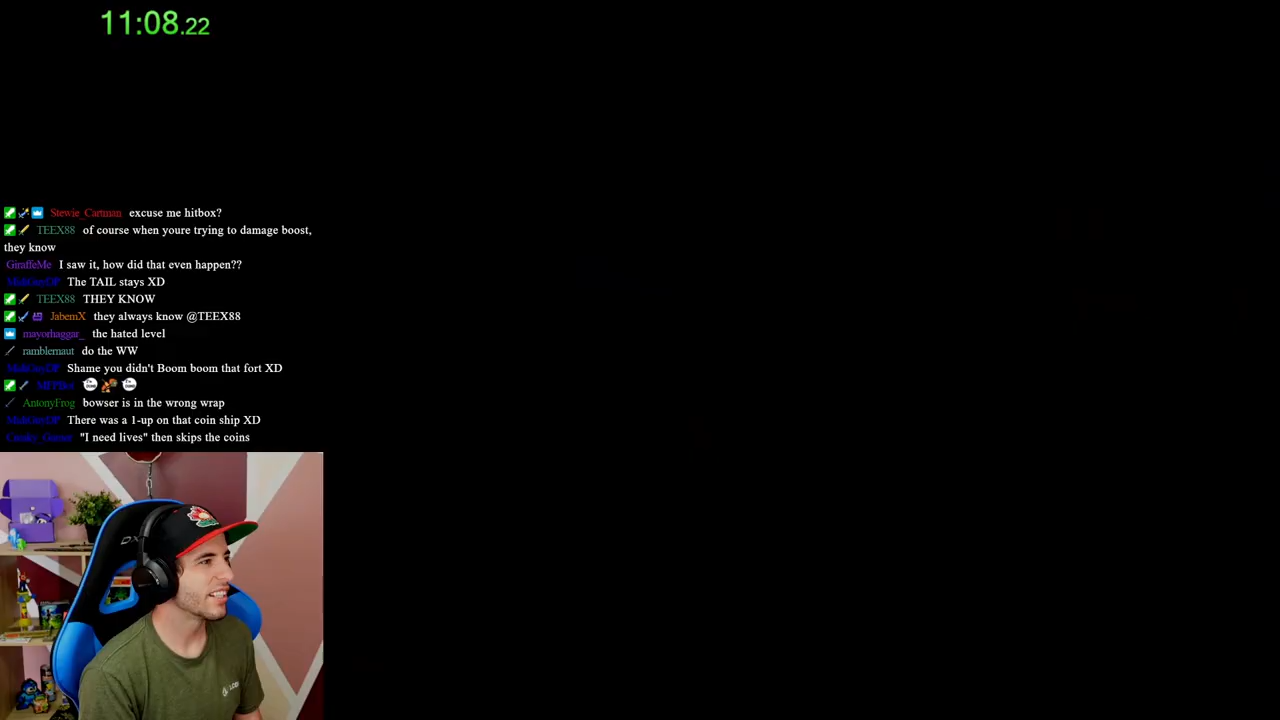 11:08.22
Stewie_Cartman excuse me hitbox?
TEEX88 of course when youre trying to damage boost,
they know
GiraffeMe I saw it, how did that even happen??
The TAIL stays XD
TEEX88 THEY KNOW
JabemX they always know @TEEX88
mayorhaggar_ the hated level
ramblernaut do the WW
Shame you didn't Boom boom that fort XD
AntonyFrog bowser is in the wrong wrap
There was a 1-up on that coin ship XD
"I need lives" then skips the coins
DX